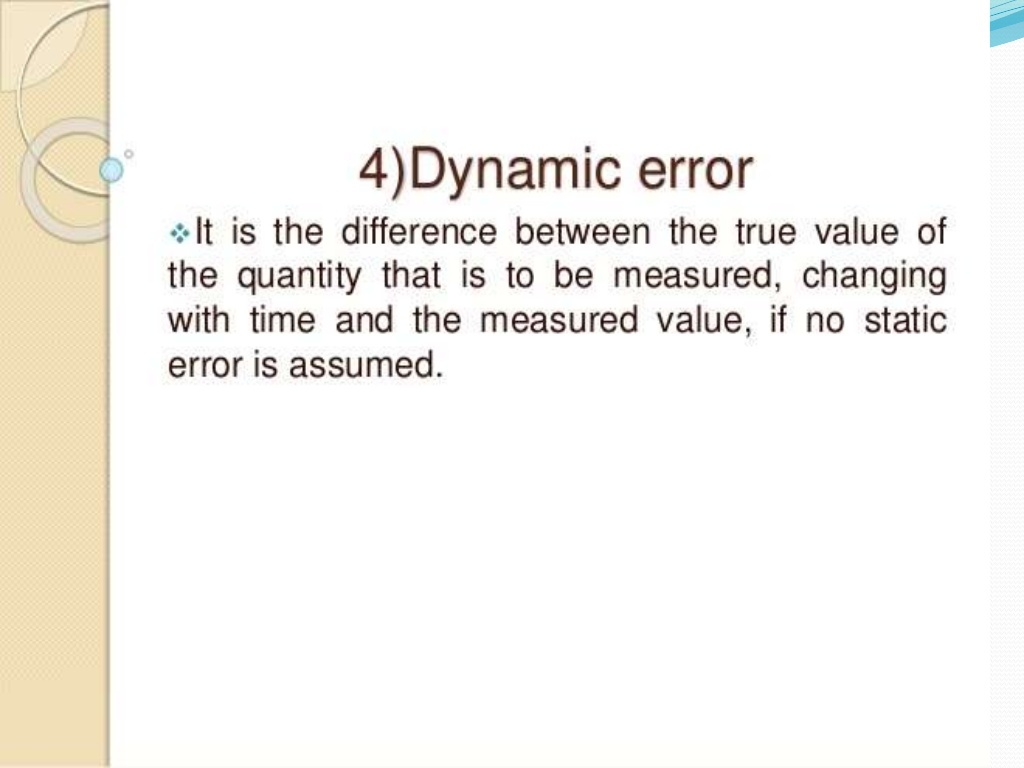 4)Dynamic error
❖It is the difference between the true value of
the quantity that is to be measured, changing
with time and the measured value, if no static
error is assumed.